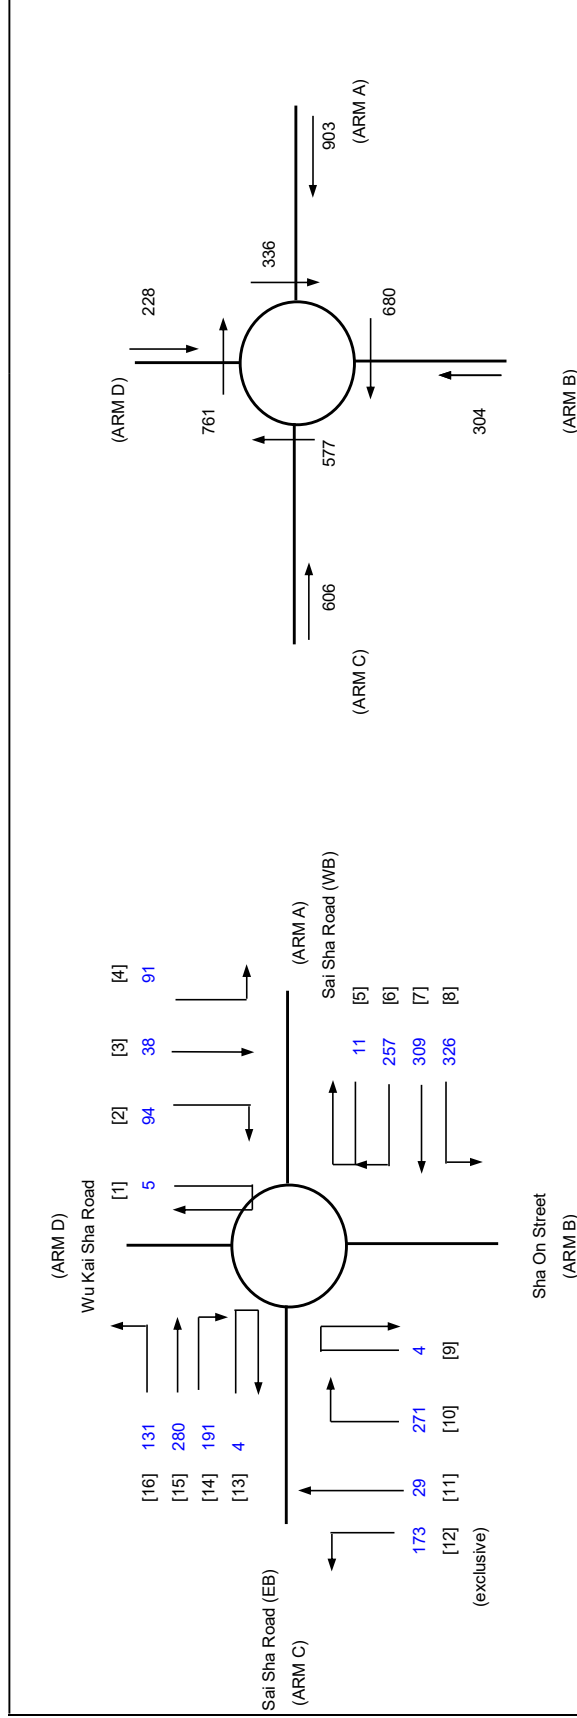 (ARM D)
Wu Kai Sha Road
[1] [2] [3] [4]
5 94 38 91
[16] 131
[15] 280
[14] 191
[13] 4
Sai Sha Road (EB)
(ARM C)
(ARM A)
Sai Sha Road (WB)
11 [5]
257 [6]
309 [7]
326 [8]
173 29 271 4
[12] [11] [10] [9]
(exclusive)
Sha On Street
(ARM B)
(ARM D)
228
761
336
903
(ARM A)
577
680
606
(ARM C)
304
(ARM B)